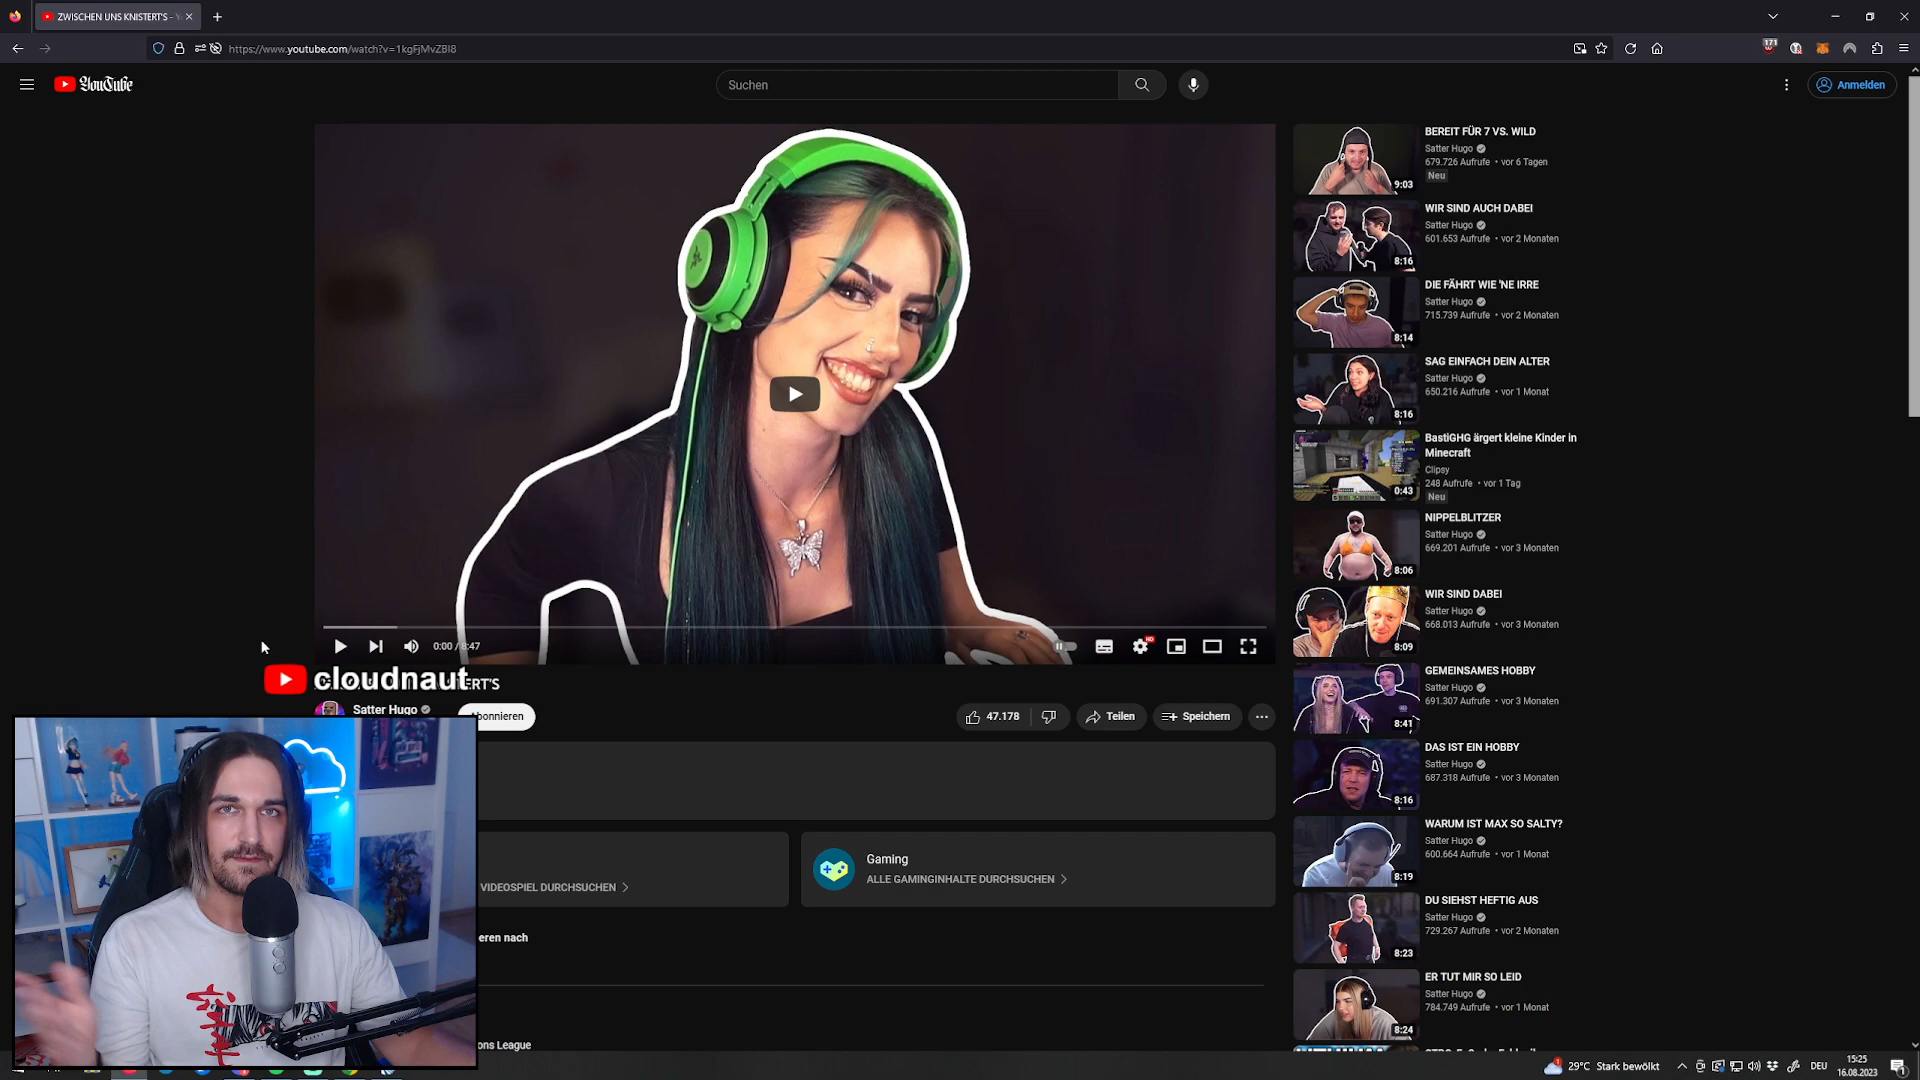 ZWISCHEN UNS KNISTERT'S - Y
https://www.youtube.com/watch?v=1kgFjMvZBI8
171
YouTube
Suchen
Anmelden
0:00 / 8:47
HD
cloudnaut
ERT'S
Satter Hugo
bonnieren
47.178
Teilen
Speichern
VIDEOSPIEL DURCHSUCHEN
Gaming
ALLE GAMINGINHALTE DURCHSUCHEN
eren nach
ons League
BEREIT FÜR 7 VS. WILD
Satter Hugo
679.726 Aufrufe • vor 6 Tagen
Neu
9:03
WIR SIND AUCH DABEI
Satter Hugo
601.653 Aufrufe • vor 2 Monaten
8:16
DIE FÄHRT WIE 'NE IRRE
Satter Hugo
715.739 Aufrufe • vor 2 Monaten
8:14
SAG EINFACH DEIN ALTER
Satter Hugo
650.216 Aufrufe • vor 1 Monat
8:16
BastiGHG ärgert kleine Kinder in
Minecraft
Clipsy
248 Aufrufe • vor 1 Tag
Neu
0:43
NIPPELBLITZER
Satter Hugo
669.201 Aufrufe • vor 3 Monaten
8:06
WIR SIND DABEI
Satter Hugo
668.013 Aufrufe • vor 3 Monaten
8:09
GEMEINSAMES HOBBY
Satter Hugo
691.307 Aufrufe • vor 3 Monaten
8:41
DAS IST EIN HOBBY
Satter Hugo
687.318 Aufrufe • vor 3 Monaten
8:16
WARUM IST MAX SO SALTY?
Satter Hugo
600.664 Aufrufe • vor 1 Monat
8:19
DU SIEHST HEFTIG AUS
Satter Hugo
729.267 Aufrufe • vor 2 Monaten
8:23
ER TUT MIR SO LEID
Satter Hugo
784.749 Aufrufe • vor 1 Monat
8:24
1
29°C Stark bewölkt
DEU
15:25
16.08.2023
1